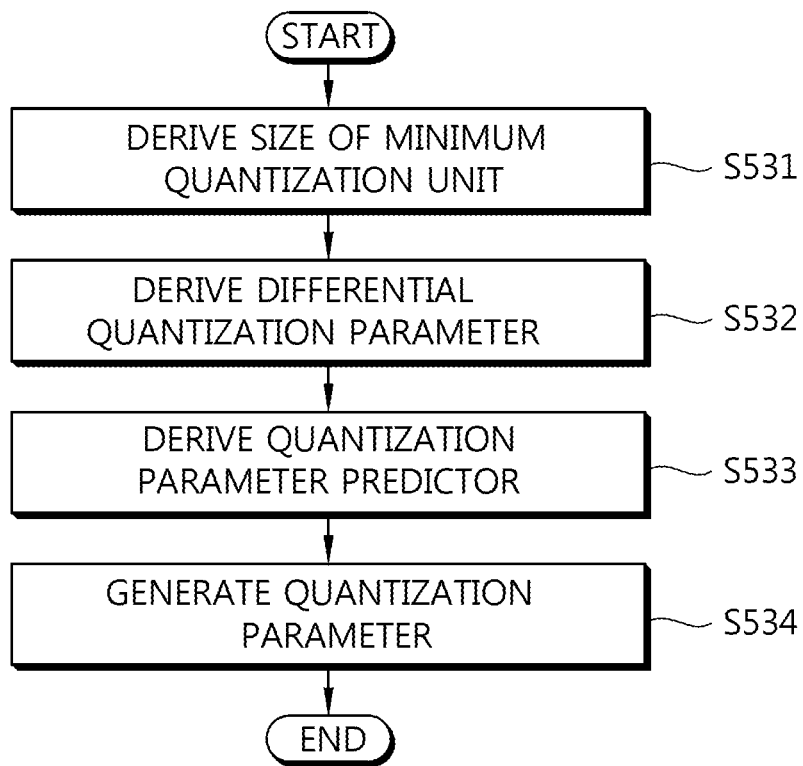 START
DERIVE SIZE OF MINIMUM
QUANTIZATION UNIT
S531
DERIVE DIFFERENTIAL
QUANTIZATION PARAMETER
S532
DERIVE QUANTIZATION
PARAMETER PREDICTOR
S533
GENERATE QUANTIZATION
PARAMETER
S534
END